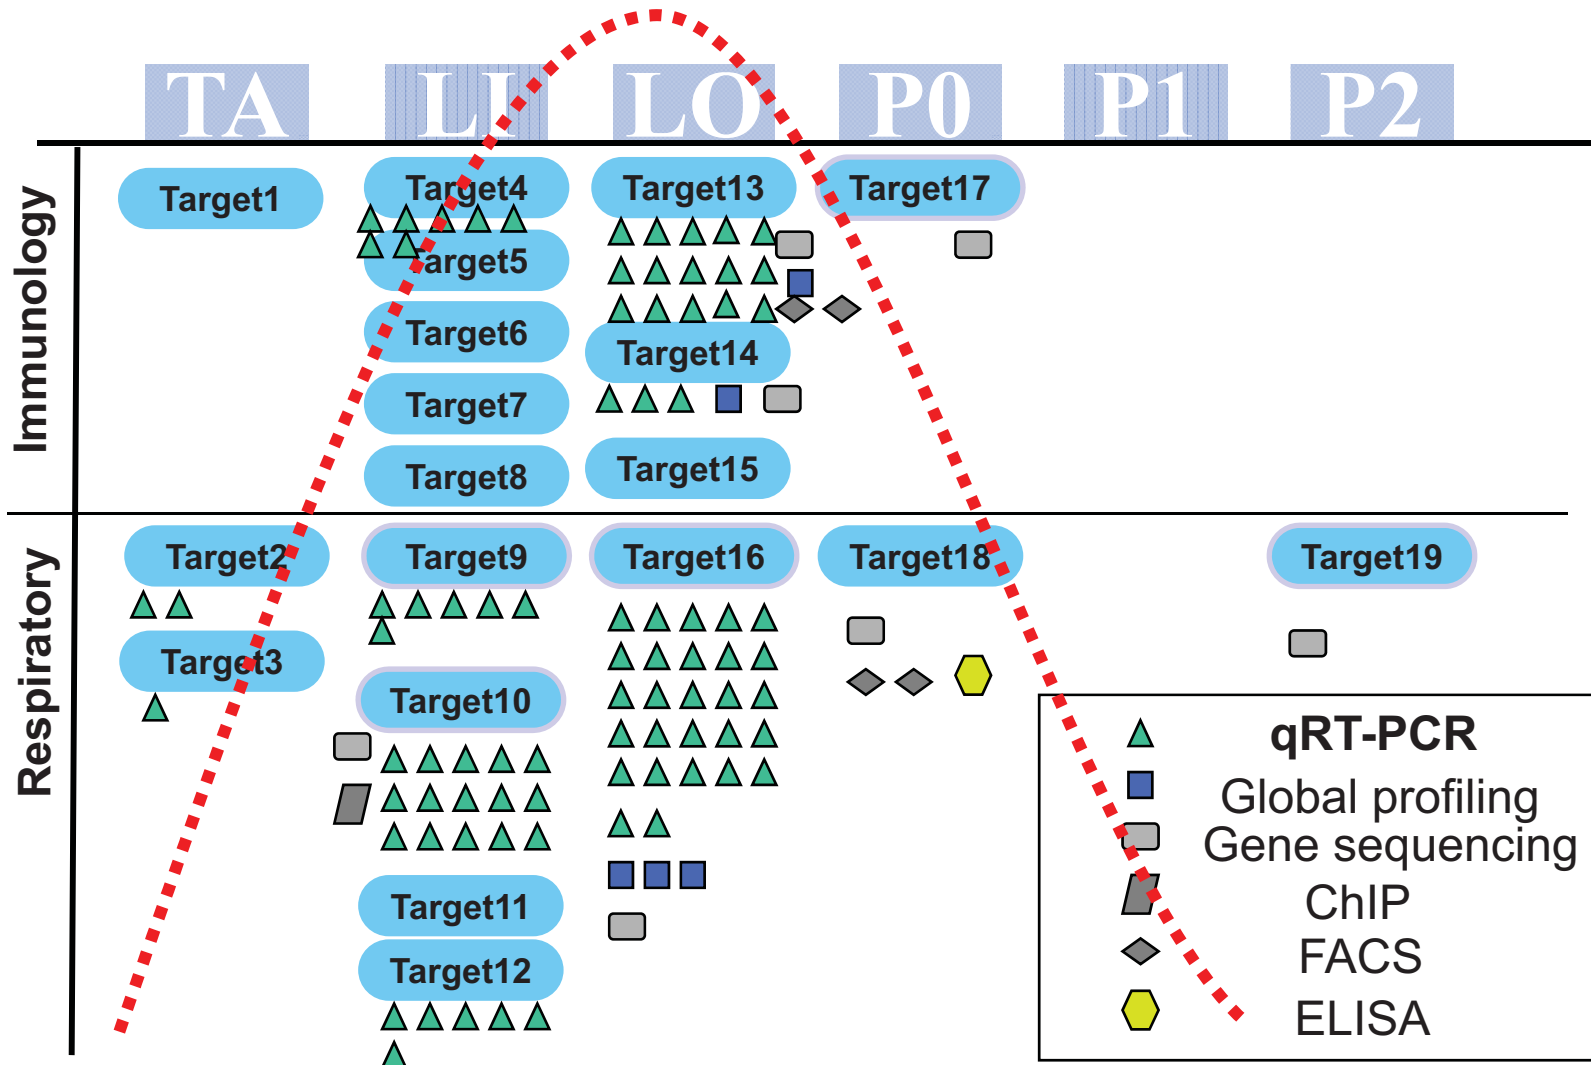 TA LI LO P0 P1 P2
Immunology
Target1 Target4 Target13 Target17
Target5
Target6
Target14
Target7
Target15
Target8
Respiratory
Target2 Target9 Target16 Target18 Target19
Target3
Target10
Target11
Target12
qRT-PCR
Global profiling
Gene sequencing
ChIP
FACS
ELISA